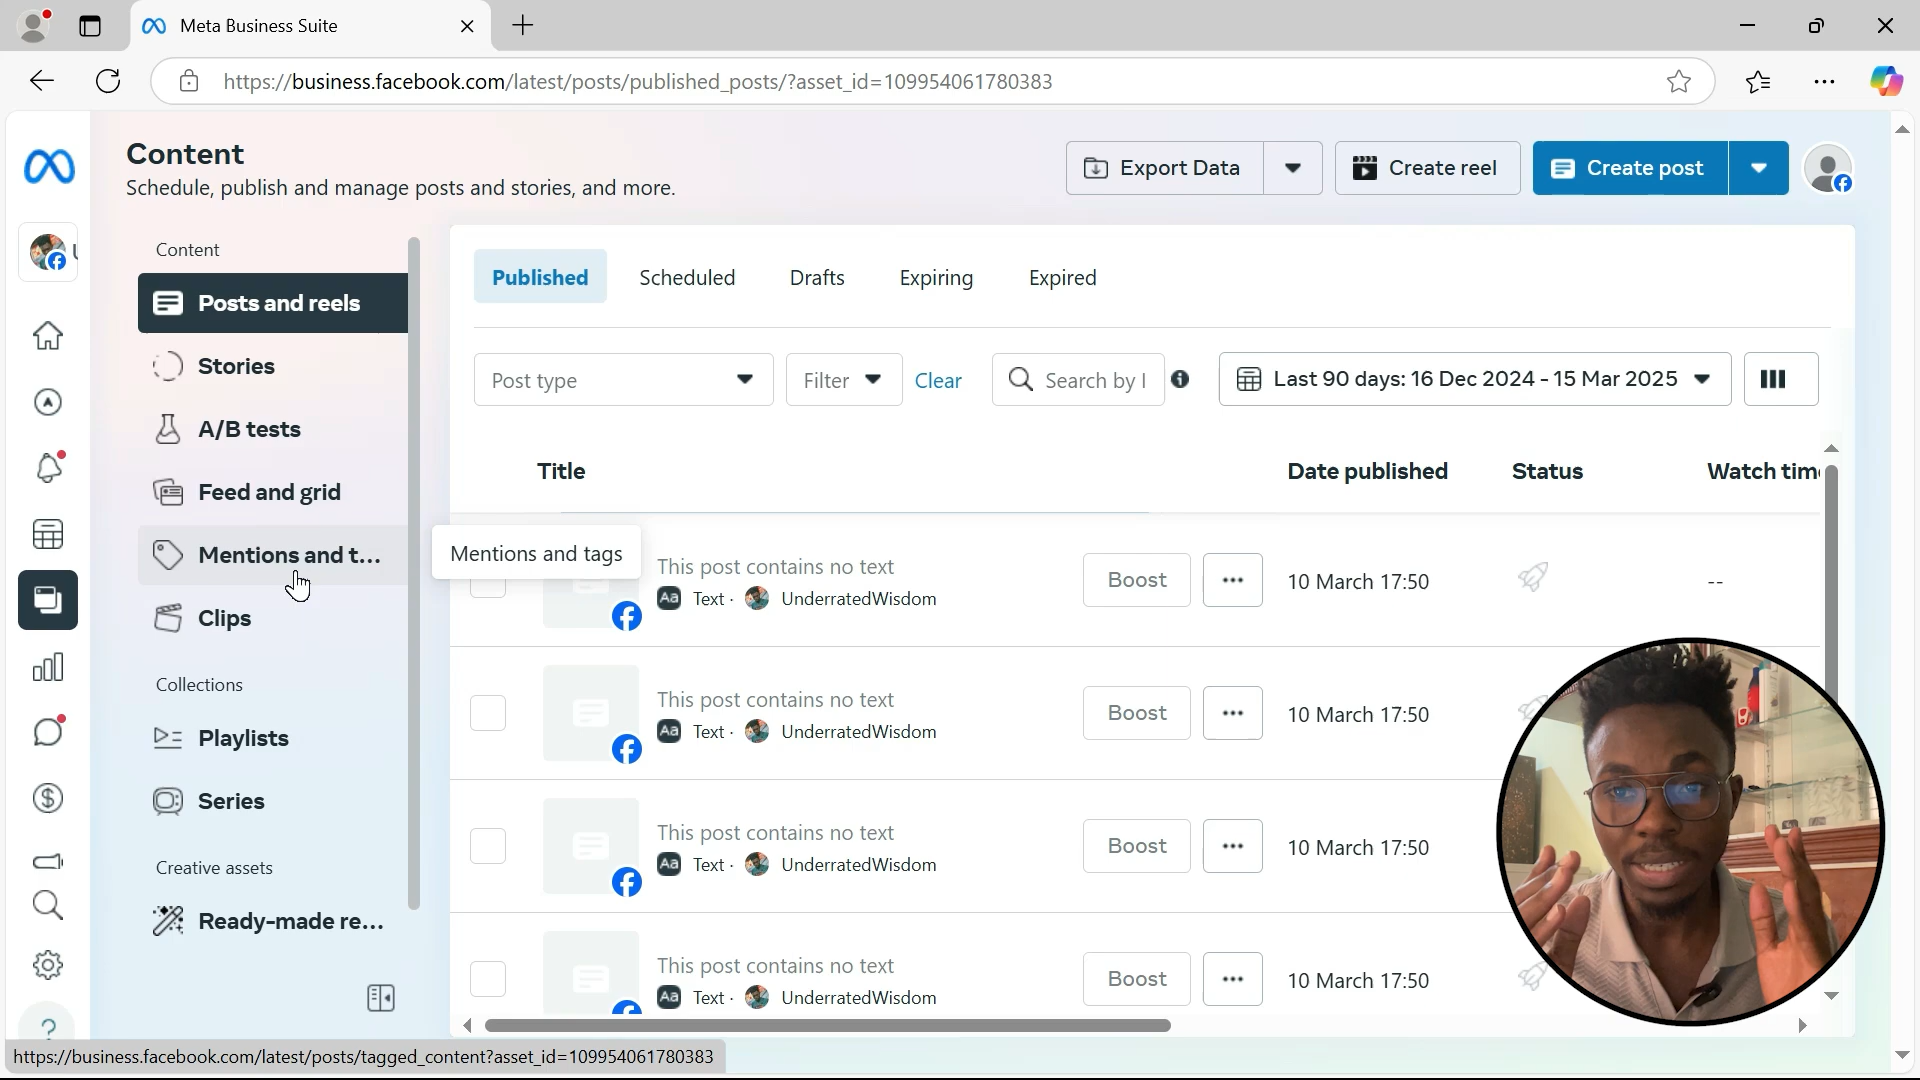 Meta Business Suite
https://business.facebook.com/latest/posts/published_posts/?asset_id=109954061780383
Content
Schedule, publish and manage posts and stories, and more.
Export Data
Create reel
Create post
Content
Posts and reels
Stories
A/B tests
Feed and grid
Mentions and t...
Clips
Collections
Playlists
Series
Creative assets
Ready-made re...
Published Scheduled Drafts Expiring Expired
Post type
Filter
Clear
Search by I
Last 90 days: 16 Dec 2024 - 15 Mar 2025
Title Date published Status Watch tim
Mentions and tags
This post contains no text
Aa Text · UnderratedWisdom
Boost ... 10 March 17:50 --
This post contains no text
Aa Text · UnderratedWisdom
Boost ... 10 March 17:50
This post contains no text
Aa Text · UnderratedWisdom
Boost ... 10 March 17:50
This post contains no text
Aa Text · UnderratedWisdom
Boost ... 10 March 17:50
?
https://business.facebook.com/latest/posts/tagged_content?asset_id=109954061780383